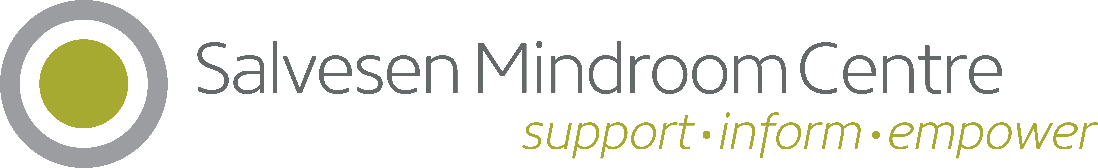 Salvesen Mindroom Centre
support·inform·empower